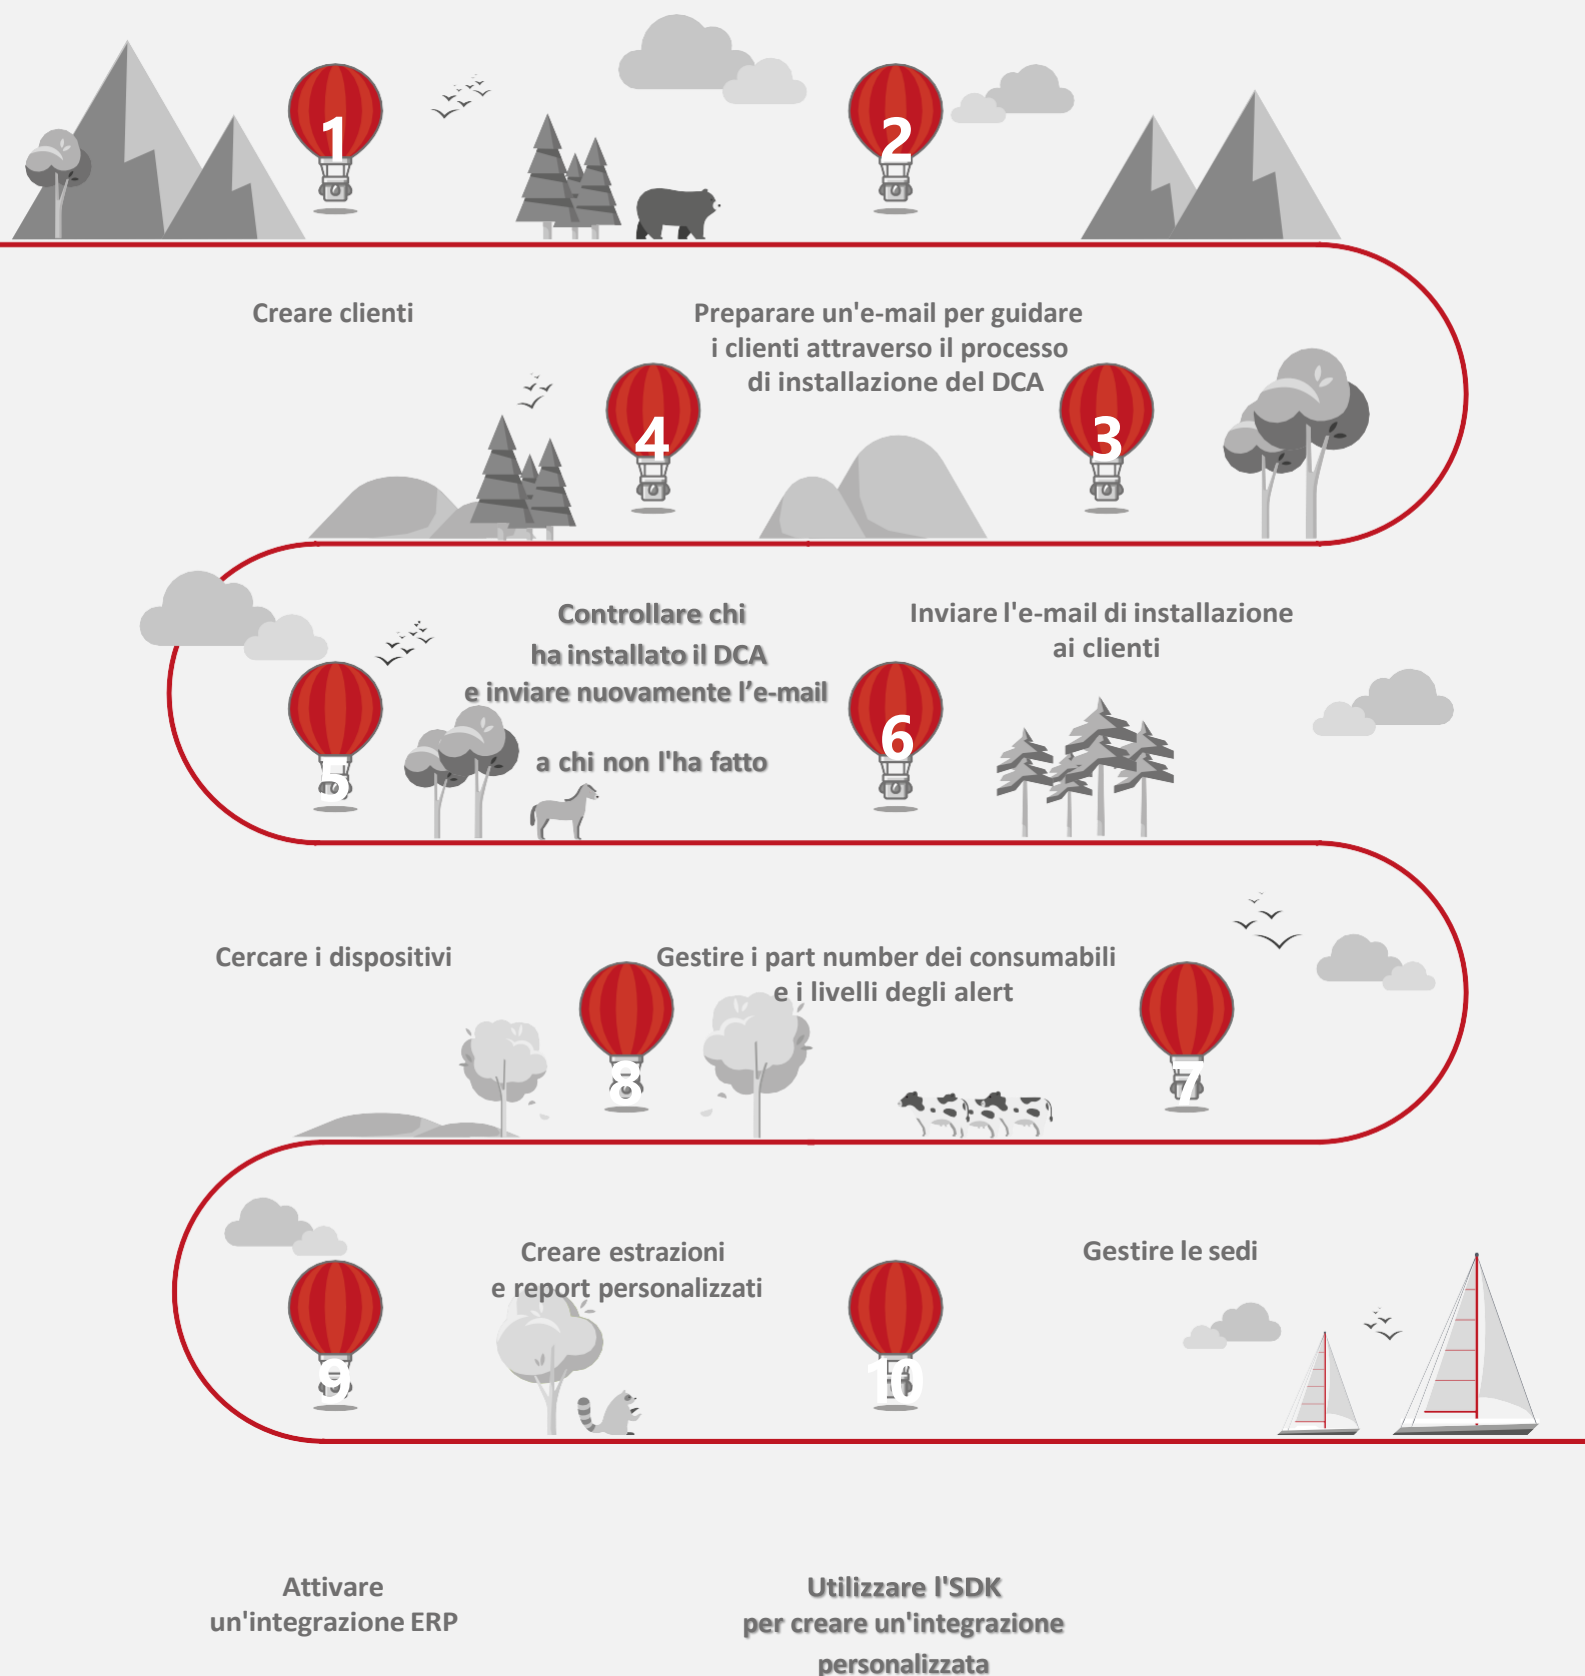 1
2
Creare clienti
Preparare un'e-mail per guidare
i clienti attraverso il processo
di installazione del DCA
4
3
Controllare chi
ha installato il DCA
e inviare nuovamente l’e-mail
a chi non l'ha fatto
Inviare l'e-mail di installazione
ai clienti
5
6
Cercare i dispositivi
Gestire i part number dei consumabili
e i livelli degli alert
8
7
Creare estrazioni
e report personalizzati
Gestire le sedi
9
10
Attivare
un'integrazione ERP
Utilizzare l'SDK
per creare un'integrazione
personalizzata